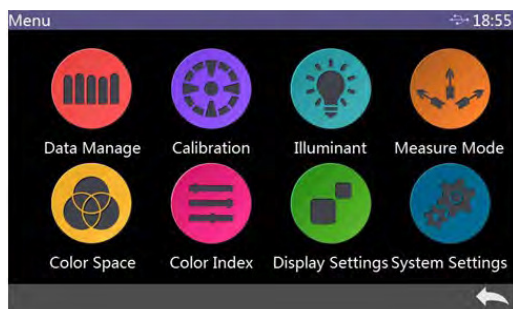 Menu 18:55
Data Manage Calibration Illuminant Measure Mode
Color Space Color Index Display Settings System Settings